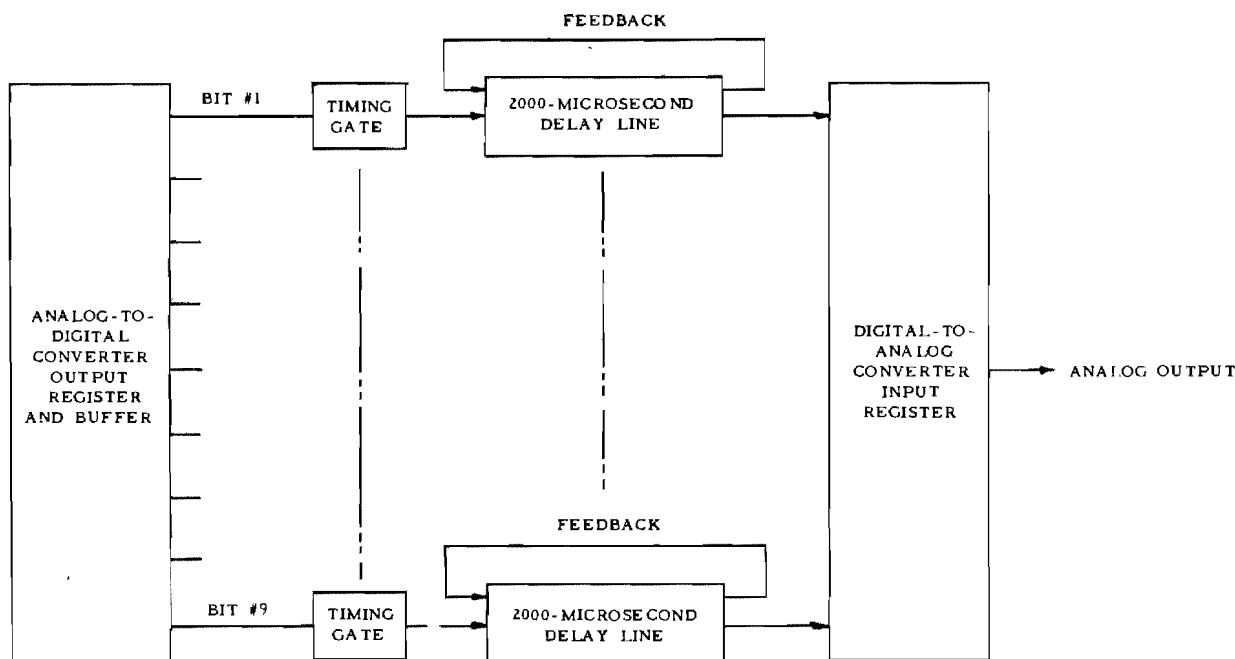 FEEDBACK
BIT #1
TIMING
GATE
2000-MICROSECOND
DELAY LINE
ANALOG-TO-
DIGITAL
CONVERTER
OUTPUT
REGISTER
AND BUFFER
DIGITAL-TO-
ANALOG
CONVERTER
INPUT
REGISTER
ANALOG OUTPUT
FEEDBACK
BIT #9
TIMING
GATE
2000-MICROSECOND
DELAY LINE